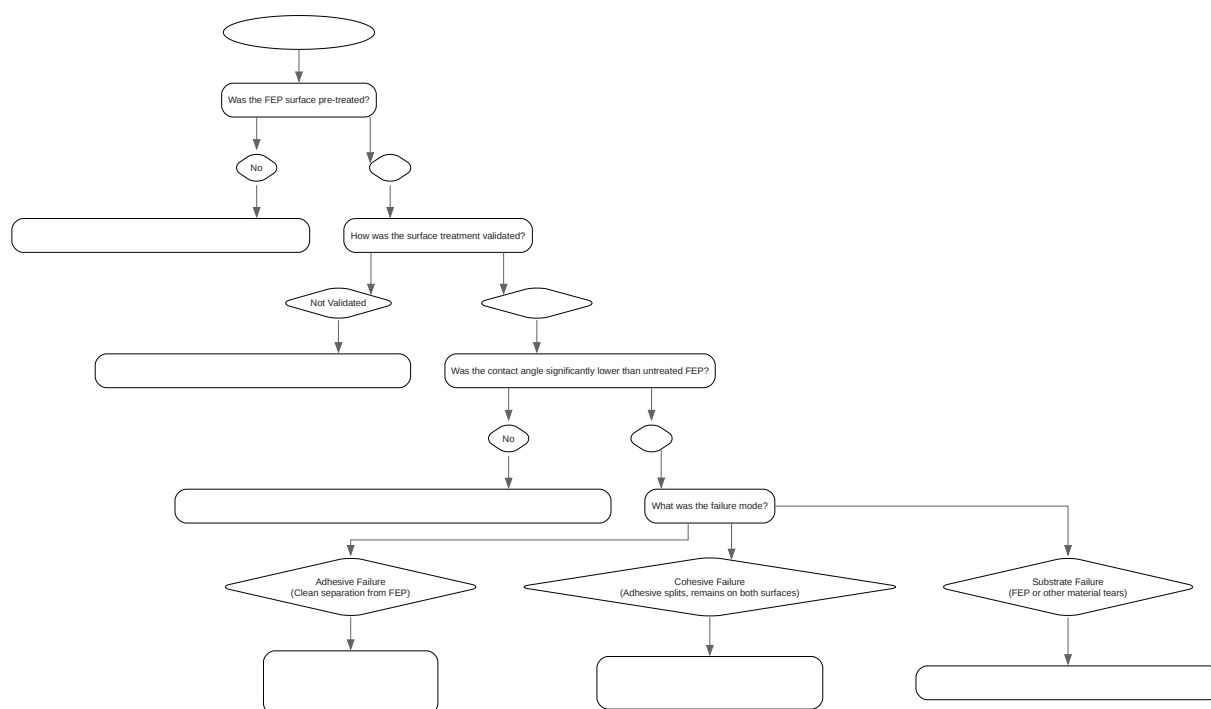 Was the FEP surface pre-treated?
No
How was the surface treatment validated?
Not Validated
Was the contact angle significantly lower than untreated FEP?
No
What was the failure mode?
Adhesive Failure
(Clean separation from FEP)
Cohesive Failure
(Adhesive splits, remains on both surfaces)
Substrate Failure
(FEP or other material tears)